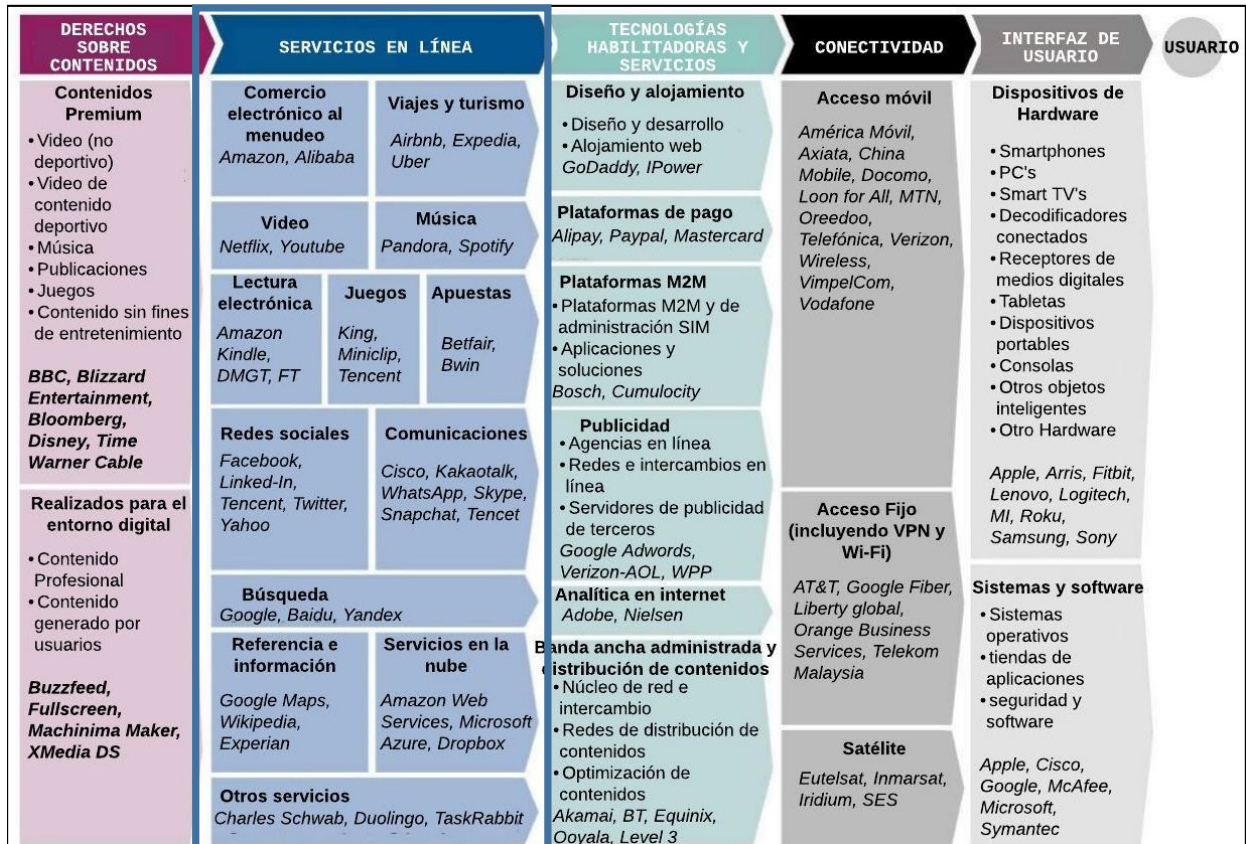 DERECHOS
SOBRE
CONTENIDOS
SERVICIOS EN LÍNEA
TECNOLOGÍAS
HABILITADORAS Y
SERVICIOS
CONECTIVIDAD
INTERFAZ DE
USUARIO
USUARIO
Contenidos
Premium
• Video (no
deportivo)
• Video de
contenido
deportivo
• Música
• Publicaciones
• Juegos
• Contenido sin fines
de entretenimiento
BBC, Blizzard
Entertainment,
Bloomberg,
Disney, Time
Warner Cable
Realizados para el
entorno digital
• Contenido
Profesional
• Contenido
generado por
usuarios
Buzzfeed,
Fullscreen,
Machinima Maker,
XMedia DS
Comercio
electrónico al
menudeo
Amazon, Alibaba
Viajes y turismo
Airbnb, Expedia,
Uber
Video
Netflix, Youtube
Música
Pandora, Spotify
Lectura
electrónica
Amazon
Kindle,
DMGT, FT
Juegos
King,
Miniclip,
Tencent
Apuestas
Betfair,
Bwin
Redes sociales
Facebook,
Linked-In,
Tencent, Twitter,
Yahoo
Comunicaciones
Cisco, Kakaotalk,
WhatsApp, Skype,
Snapchat, Tencet
Búsqueda
Google, Baidu, Yandex
Referencia e
información
Google Maps,
Wikipedia,
Experian
Servicios en la
nube
Amazon Web
Services, Microsoft
Azure, Dropbox
Otros servicios
Charles Schwab, Duolingo, TaskRabbit
Diseño y alojamiento
• Diseño y desarrollo
• Alojamiento web
GoDaddy, IPower
Plataformas de pago
Alipay, Paypal, Mastercard
Plataformas M2M
• Plataformas M2M y de
administración SIM
• Aplicaciones y
soluciones
Bosch, Cumulocity
Publicidad
• Agencias en línea
• Redes e intercambios en
línea
• Servidores de publicidad
de terceros
Google Adwords,
Verizon-AOL, WPP
Analítica en internet
Adobe, Nielsen
Banda ancha administrada y
distribución de contenidos
• Núcleo de red e
intercambio
• Redes de distribución de
contenidos
• Optimización de
contenidos
Akamai, BT, Equinix,
Ooyala, Level 3
Acceso móvil
América Móvil,
Axiata, China
Mobile, Docomo,
Loon for All, MTN,
Oreedoo,
Telefónica, Verizon,
Wireless,
VimpelCom,
Vodafone
Acceso Fijo
(incluyendo VPN y
Wi-Fi)
AT&T, Google Fiber,
Liberty global,
Orange Business
Services, Telekom
Malaysia
Satélite
Eutelsat, Inmarsat,
Iridium, SES
Dispositivos de
Hardware
• Smartphones
• PC's
• Smart TV's
• Decodificadores
conectados
• Receptores de
medios digitales
• Tabletas
• Dispositivos
portables
• Consolas
• Otros objetos
inteligentes
• Otro Hardware
Apple, Arris, Fitbit,
Lenovo, Logitech,
MI, Roku,
Samsung, Sony
Sistemas y software
• Sistemas
operativos
• tiendas de
aplicaciones
• seguridad y
software
Apple, Cisco,
Google, McAfee,
Microsoft,
Symantec